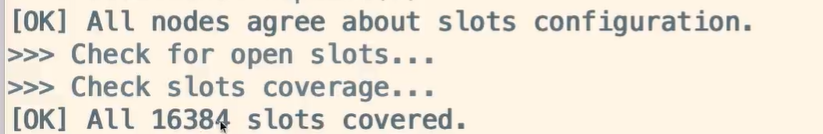 [OK] All nodes agree about slots configuration.
>>> Check for open slots...
>>> Check slots coverage...
[OK] All 16384 slots covered.